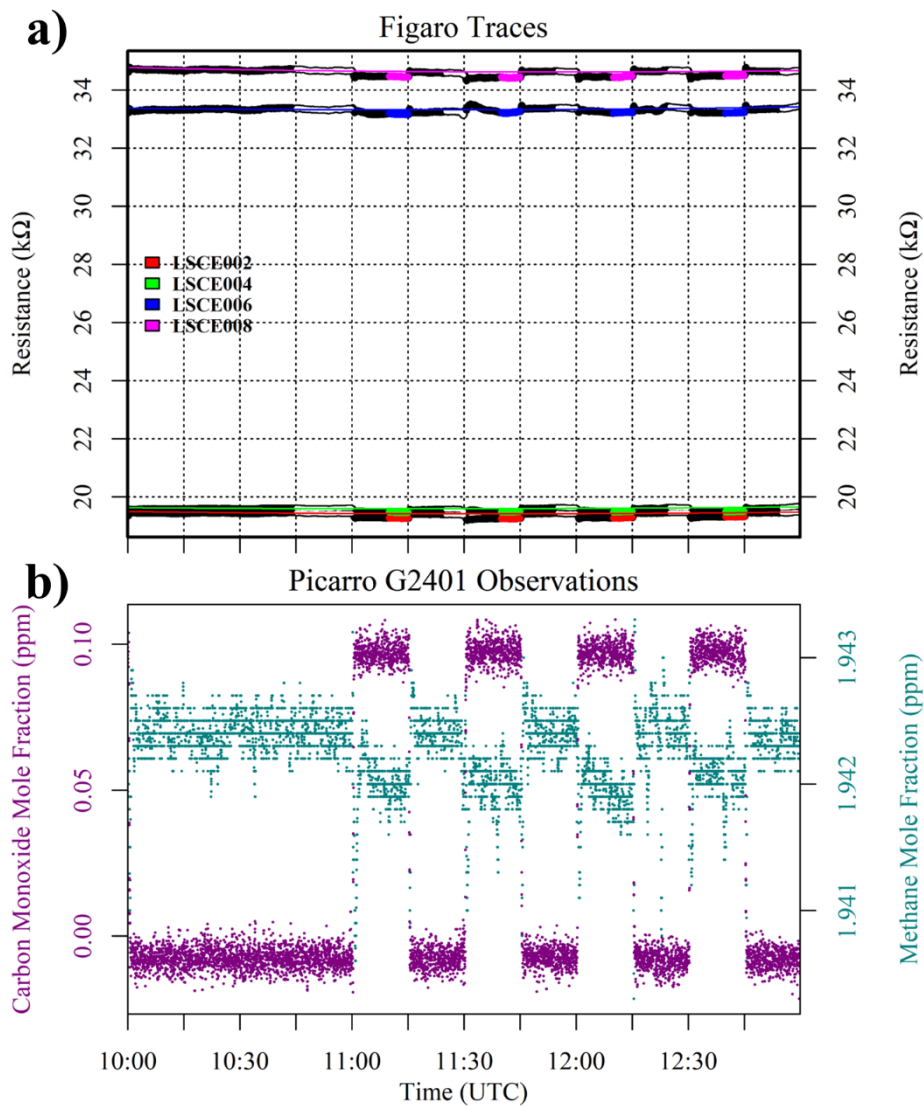 a)
Figaro Traces
Resistance (kΩ)
34
32
30
28
26
24
22
20
LSCE002
LSCE004
LSCE006
LSCE008
34
32
30
28
26
24
22
20
Resistance (kΩ)
b)
Picarro G2401 Observations
Carbon Monoxide Mole Fraction (ppm)
0.10
0.05
0.00
1.943
1.942
1.941
Methane Mole Fraction (ppm)
10:00 10:30 11:00 11:30 12:00 12:30
Time (UTC)